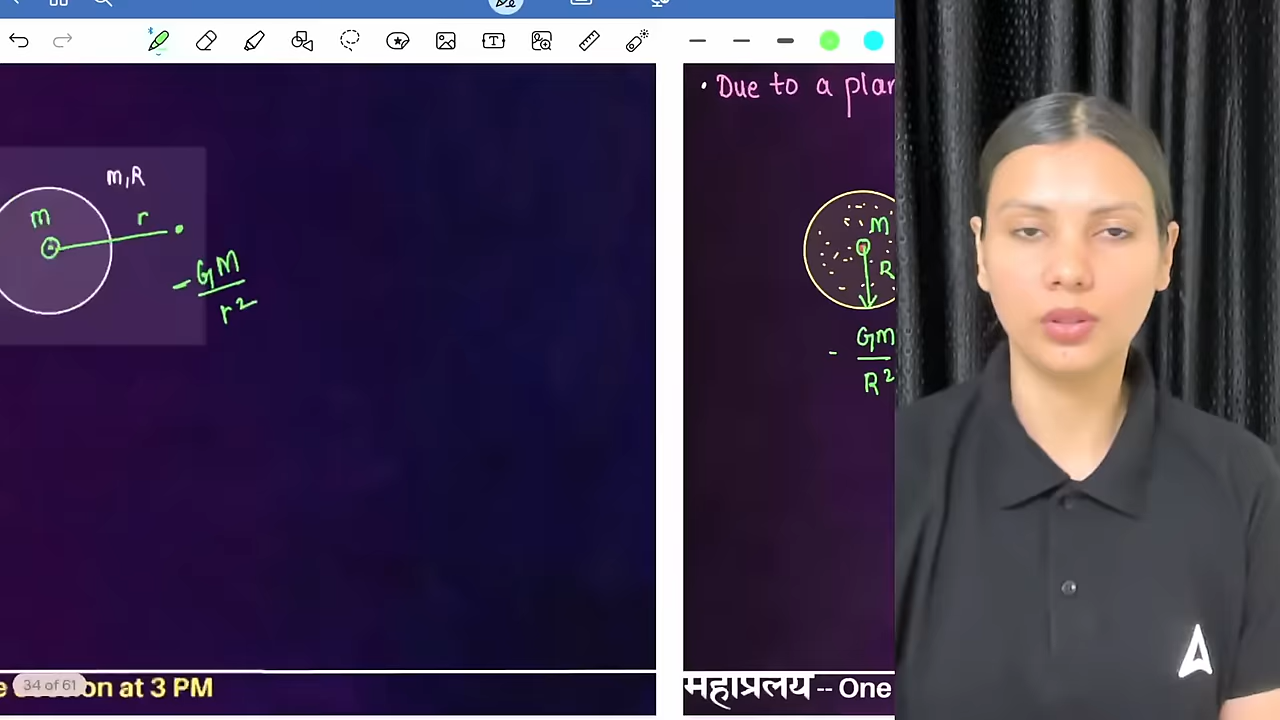 m,R
m
r
- GM
r²
34 of 61
on at 3 PM
• Due to a plan
M
R
- Gm
R²
महाप्रलय -- One